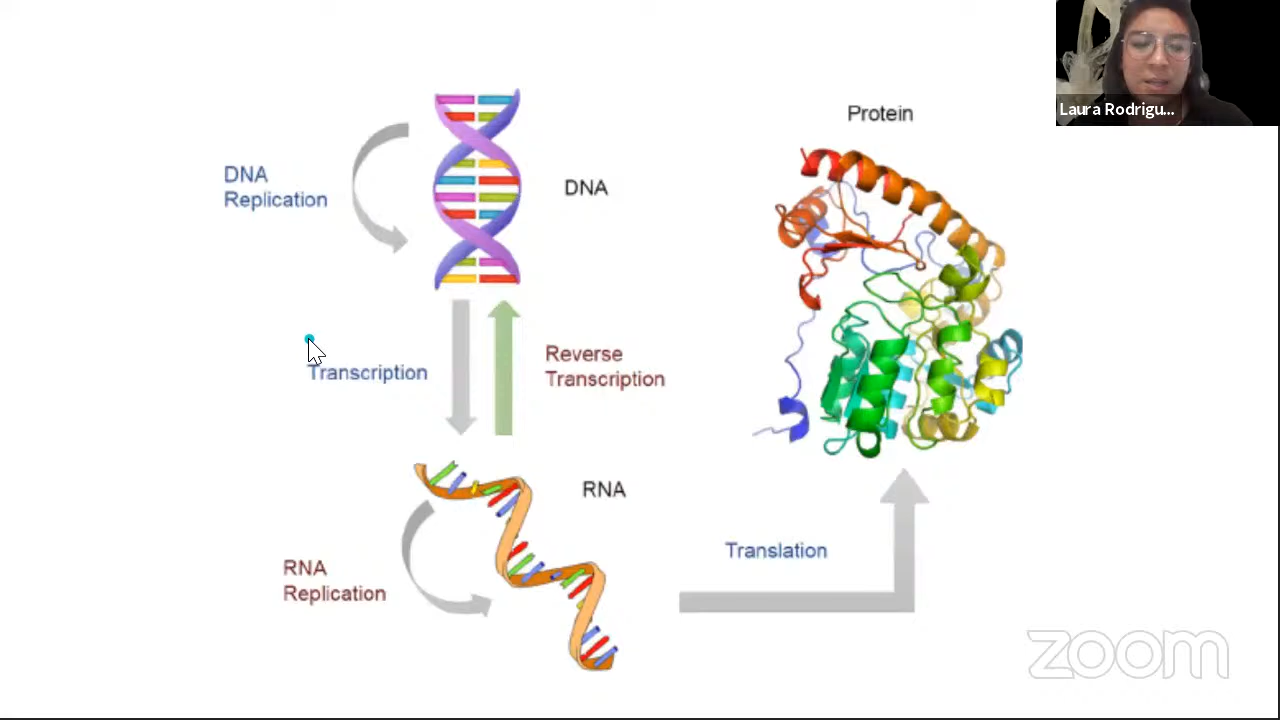 Laura Rodrigu...
Protein
DNA
Replication
DNA
Reverse
Transcription
Transcription
RNA
RNA
Replication
Translation
zoom